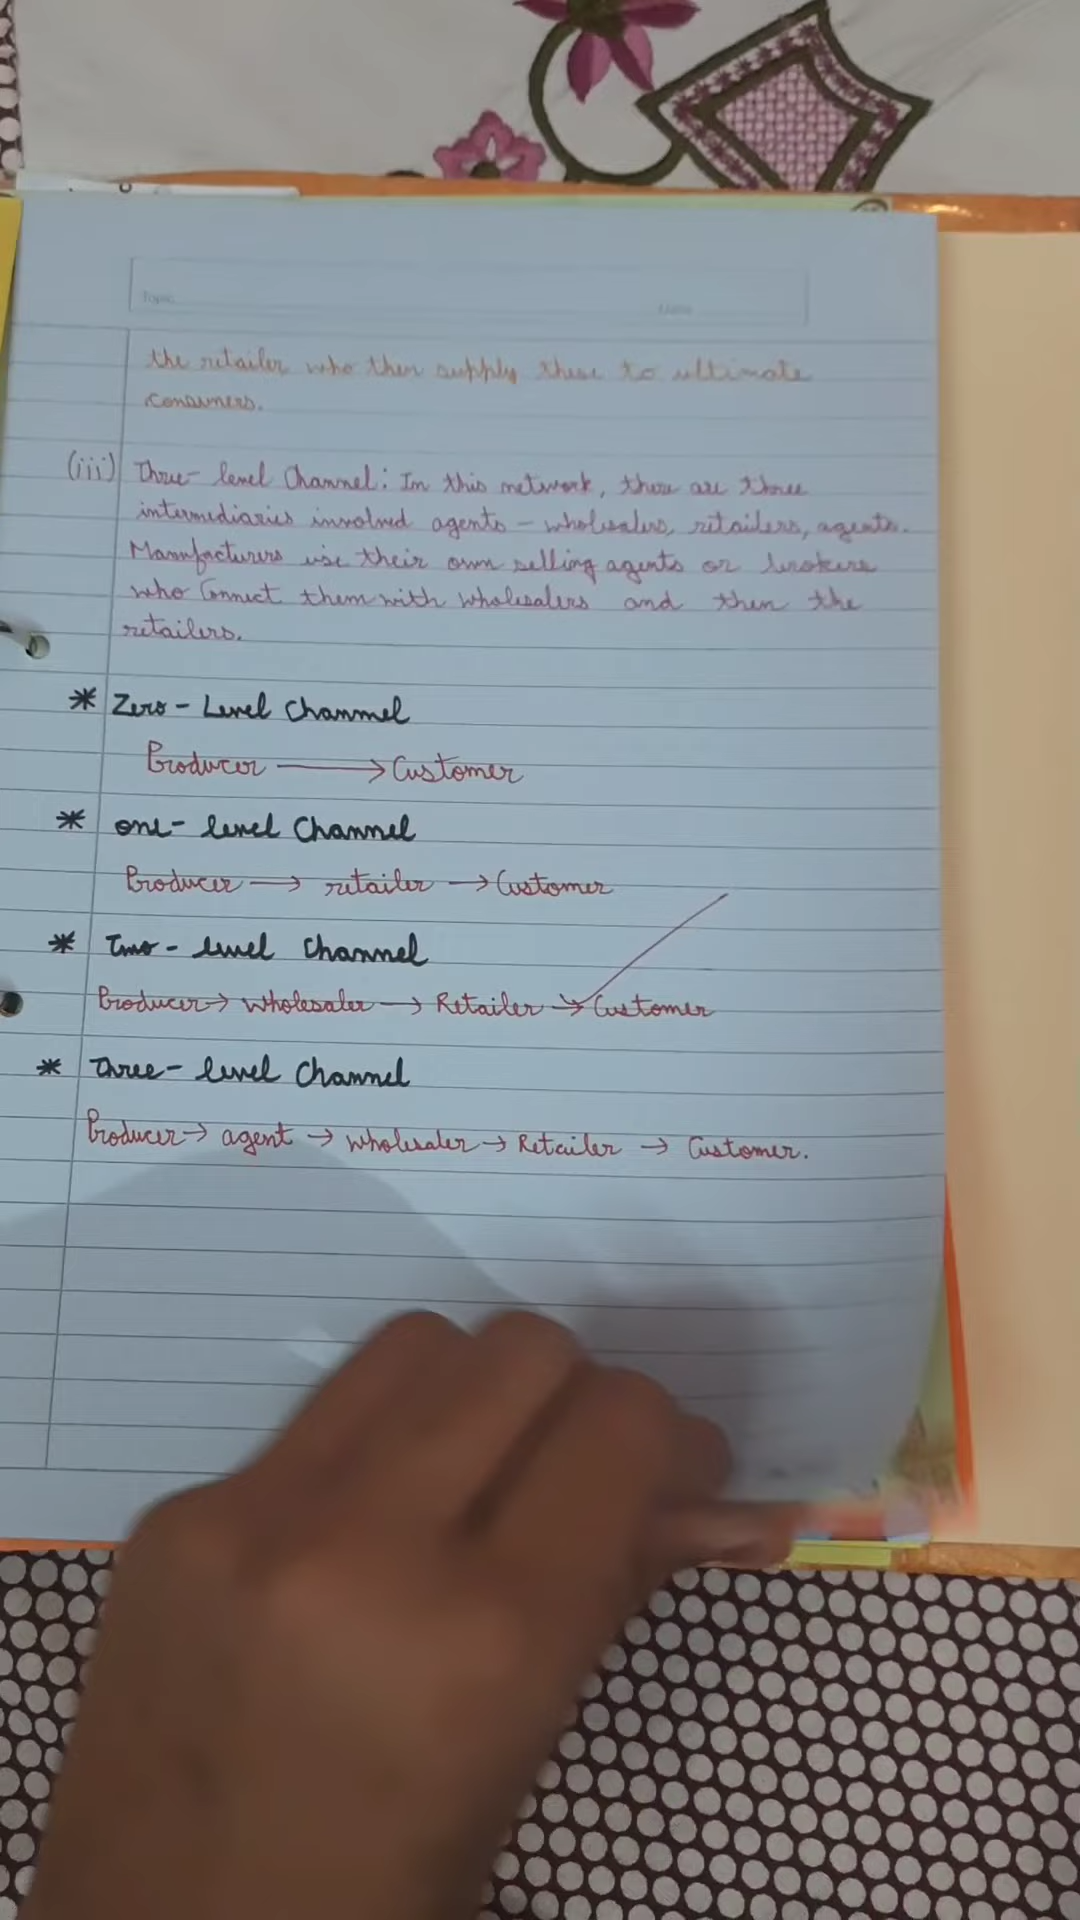 Topic
Date
the retailer who then supply these to ultimate
consumers.
(iii) Three-level Channel: In this network, there are three
intermediaries involved agents - wholesalers, retailers, agents.
Manufacturers use their own selling agents or brokers
who Connect them with wholesalers and then the
retailers.
* Zero-Level Channel
Producer → Customer
* one-level Channel
Producer → retailer → Customer
* Two-level Channel
Producer → wholesaler → Retailer → Customer
* Three-level Channel
Producer → agent → wholesaler → Retailer → Customer.